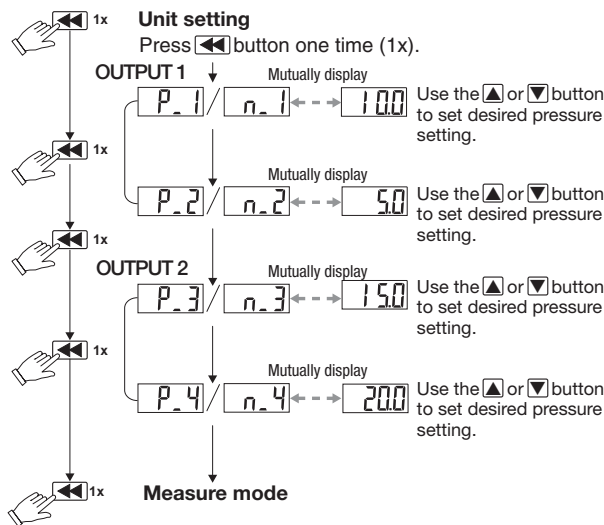 1x Unit setting
Press ◀◀ button one time (1x).
OUTPUT 1
Mutually display
P_1 / n_1 10.0 Use the ▲ or ▼ button
to set desired pressure
setting.
1x
Mutually display
P_2 / n_2 5.0 Use the ▲ or ▼ button
to set desired pressure
setting.
1x
OUTPUT 2
Mutually display
P_3 / n_3 15.0 Use the ▲ or ▼ button
to set desired pressure
setting.
1x
Mutually display
P_4 / n_4 20.0 Use the ▲ or ▼ button
to set desired pressure
setting.
1x Measure mode